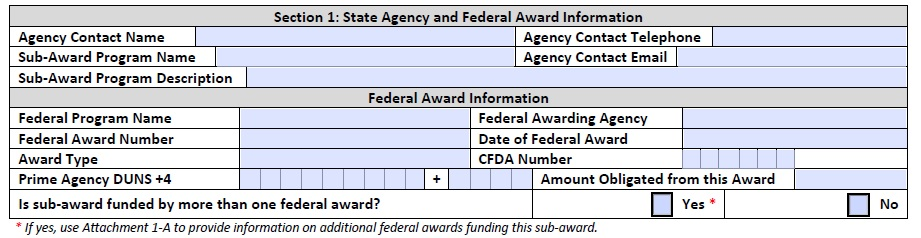 Section 1: State Agency and Federal Award Information
Agency Contact Name Agency Contact Telephone
Sub-Award Program Name Agency Contact Email
Sub-Award Program Description
Federal Award Information
Federal Program Name Federal Awarding Agency
Federal Award Number Date of Federal Award
Award Type CFDA Number
Prime Agency DUNS +4 + Amount Obligated from this Award
Is sub-award funded by more than one federal award? Yes * No
* If yes, use Attachment 1-A to provide information on additional federal awards funding this sub-award.